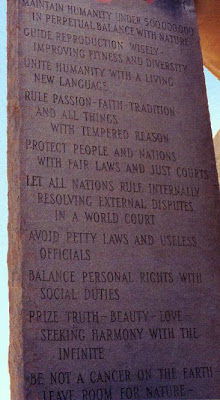 MAINTAIN HUMANITY UNDER 500,000,000
IN PERPETUAL BALANCE WITH NATURE
GUIDE REPRODUCTION WISELY-
IMPROVING FITNESS AND DIVERSITY
UNITE HUMANITY WITH A LIVING
NEW LANGUAGE
RULE PASSION-FAITH-TRADITION
AND ALL THINGS
WITH TEMPERED REASON
PROTECT PEOPLE AND NATIONS
WITH FAIR LAWS AND JUST COURTS
LET ALL NATIONS RULE INTERNALLY
RESOLVING EXTERNAL DISPUTES
IN A WORLD COURT
AVOID PETTY LAWS AND USELESS
OFFICIALS
BALANCE PERSONAL RIGHTS WITH
SOCIAL DUTIES
PRIZE TRUTH-BEAUTY-LOVE-
SEEKING HARMONY WITH THE
INFINITE
BE NOT A CANCER ON THE EARTH-
LEAVE ROOM FOR NATURE-